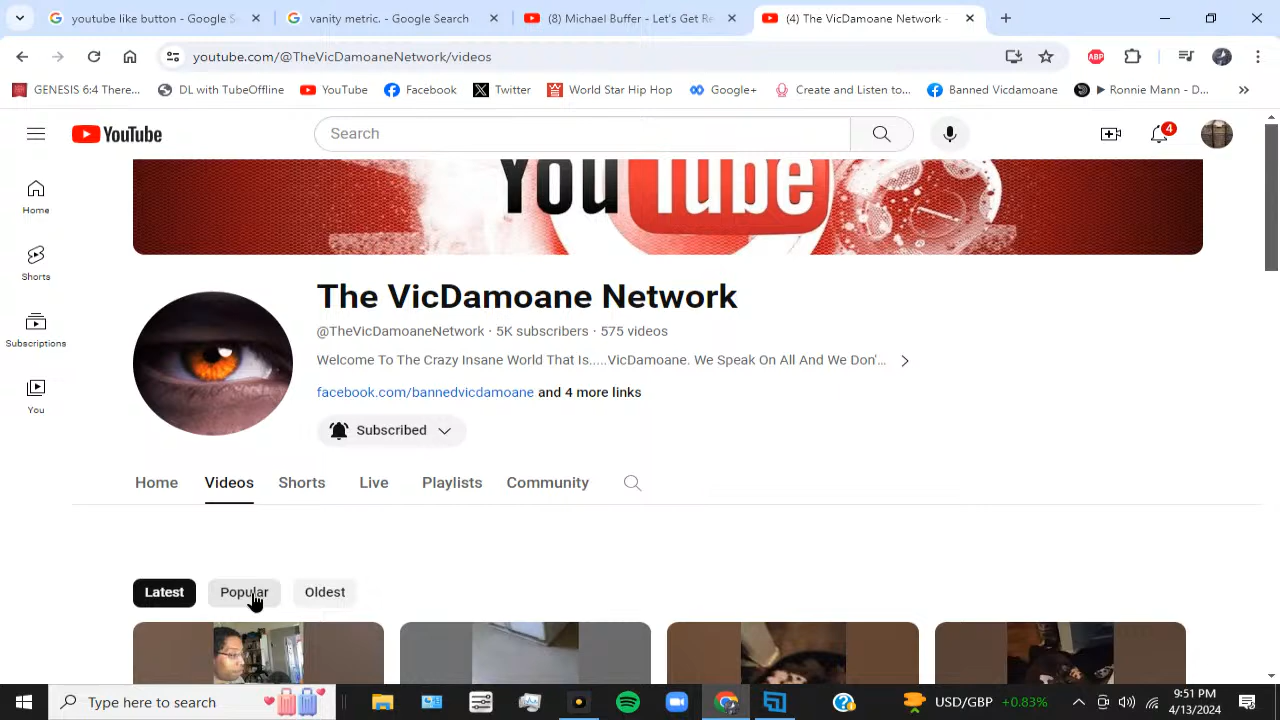 youtube like button - Google S
vanity metric. - Google Search
(8) Michael Buffer - Let's Get Re
(4) The VicDamoane Network -
youtube.com/@TheVicDamoaneNetwork/videos
ABP
GENESIS 6:4 There...
DL with TubeOffline
YouTube
Facebook
Twitter
World Star Hip Hop
Google+
Create and Listen to...
Banned Vicdamoane
► Ronnie Mann - D...
YouTube
Search
4
Home
Shorts
Subscriptions
You
You Tube
The VicDamoane Network
@TheVicDamoaneNetwork · 5K subscribers · 575 videos
Welcome To The Crazy Insane World That Is.....VicDamoane. We Speak On All And We Don'...
facebook.com/bannedvicdamoane and 4 more links
Subscribed
Home Videos Shorts Live Playlists Community
Latest Popular Oldest
Type here to search
USD/GBP +0.83%
9:51 PM
4/13/2024